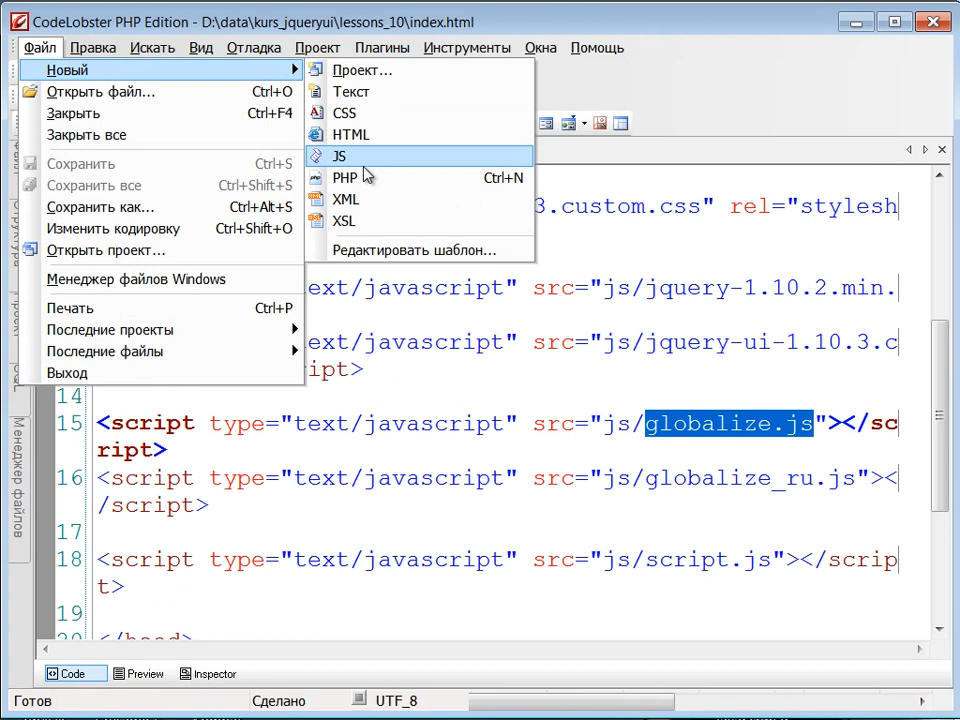 CodeLobster PHP Edition - D:\data\kurs_jqueryui\lessons_10\index.html
Файл Правка Искать Вид Отладка Проект Плагины Инструменты Окна Помощь
Новый
Открыть файл... Ctrl+O
Закрыть Ctrl+F4
Закрыть все
Сохранить Ctrl+S
Сохранить все Ctrl+Shift+S
Сохранить как... Ctrl+Alt+S
Изменить кодировку Ctrl+Shift+O
Открыть проект...
Менеджер файлов Windows
Печать Ctrl+P
Последние проекты
Последние файлы
Выход
Проект...
Текст
CSS
HTML
JS
PHP Ctrl+N
XML
XSL
Редактировать шаблон...
3.custom.css" rel="stylesh
ext/javascript" src="js/jquery-1.10.2.min.
ext/javascript" src="js/jquery-ui-1.10.3.c
ript>
14
15 <script type="text/javascript" src="js/globalize.js"></sc
ript>
16 <script type="text/javascript" src="js/globalize_ru.js"><
/script>
17
18 <script type="text/javascript" src="js/script.js"></scrip
t>
19
20 </head>
Менеджер файлов
Code Preview Inspector
Готов Сделано UTF_8